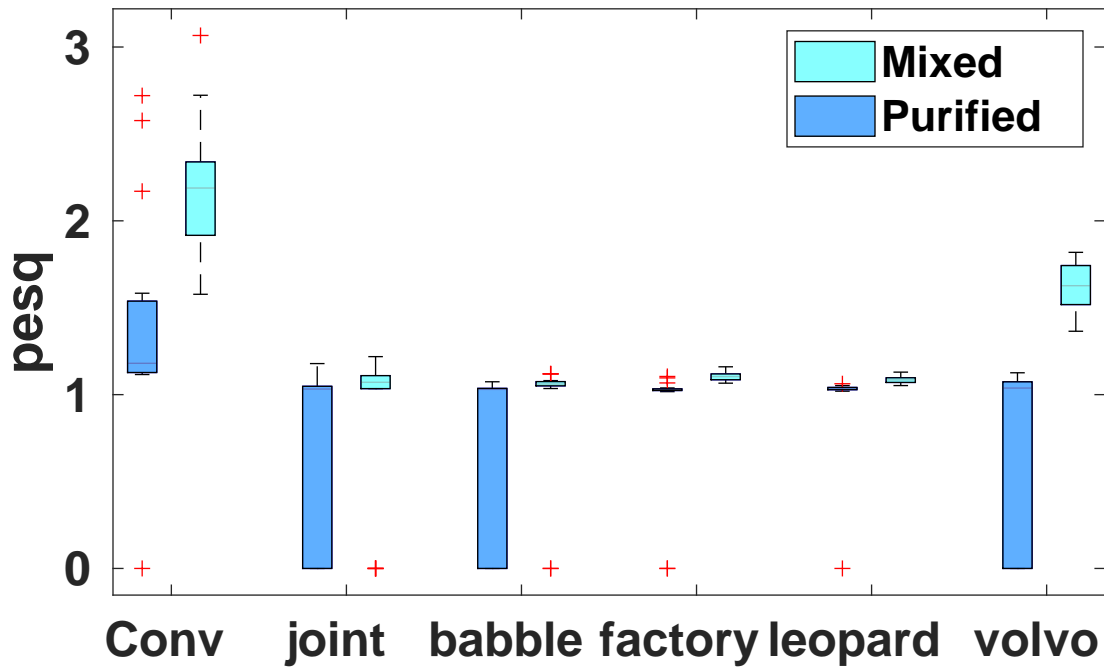 3
2
1
0
pesq
Mixed
Purified
Conv joint babble factory leopard volvo